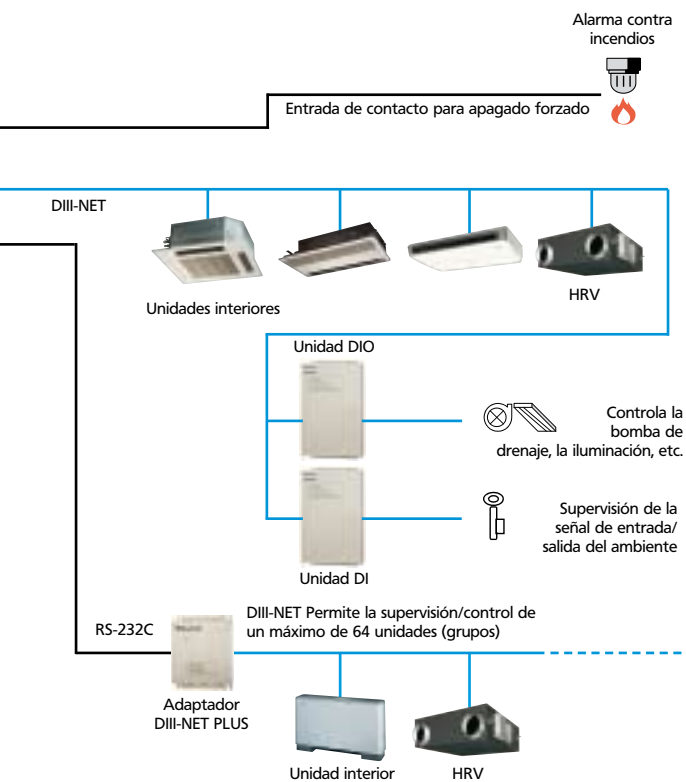 Alarma contra
incendios
Entrada de contacto para apagado forzado
DIII-NET
Unidades interiores
HRV
Unidad DIO
Controla la
bomba de
drenaje, la iluminación, etc.
Supervisión de la
señal de entrada/
salida del ambiente
Unidad DI
DIII-NET Permite la supervisión/control de
un máximo de 64 unidades (grupos)
RS-232C
Adaptador
DIII-NET PLUS
Unidad interior
HRV